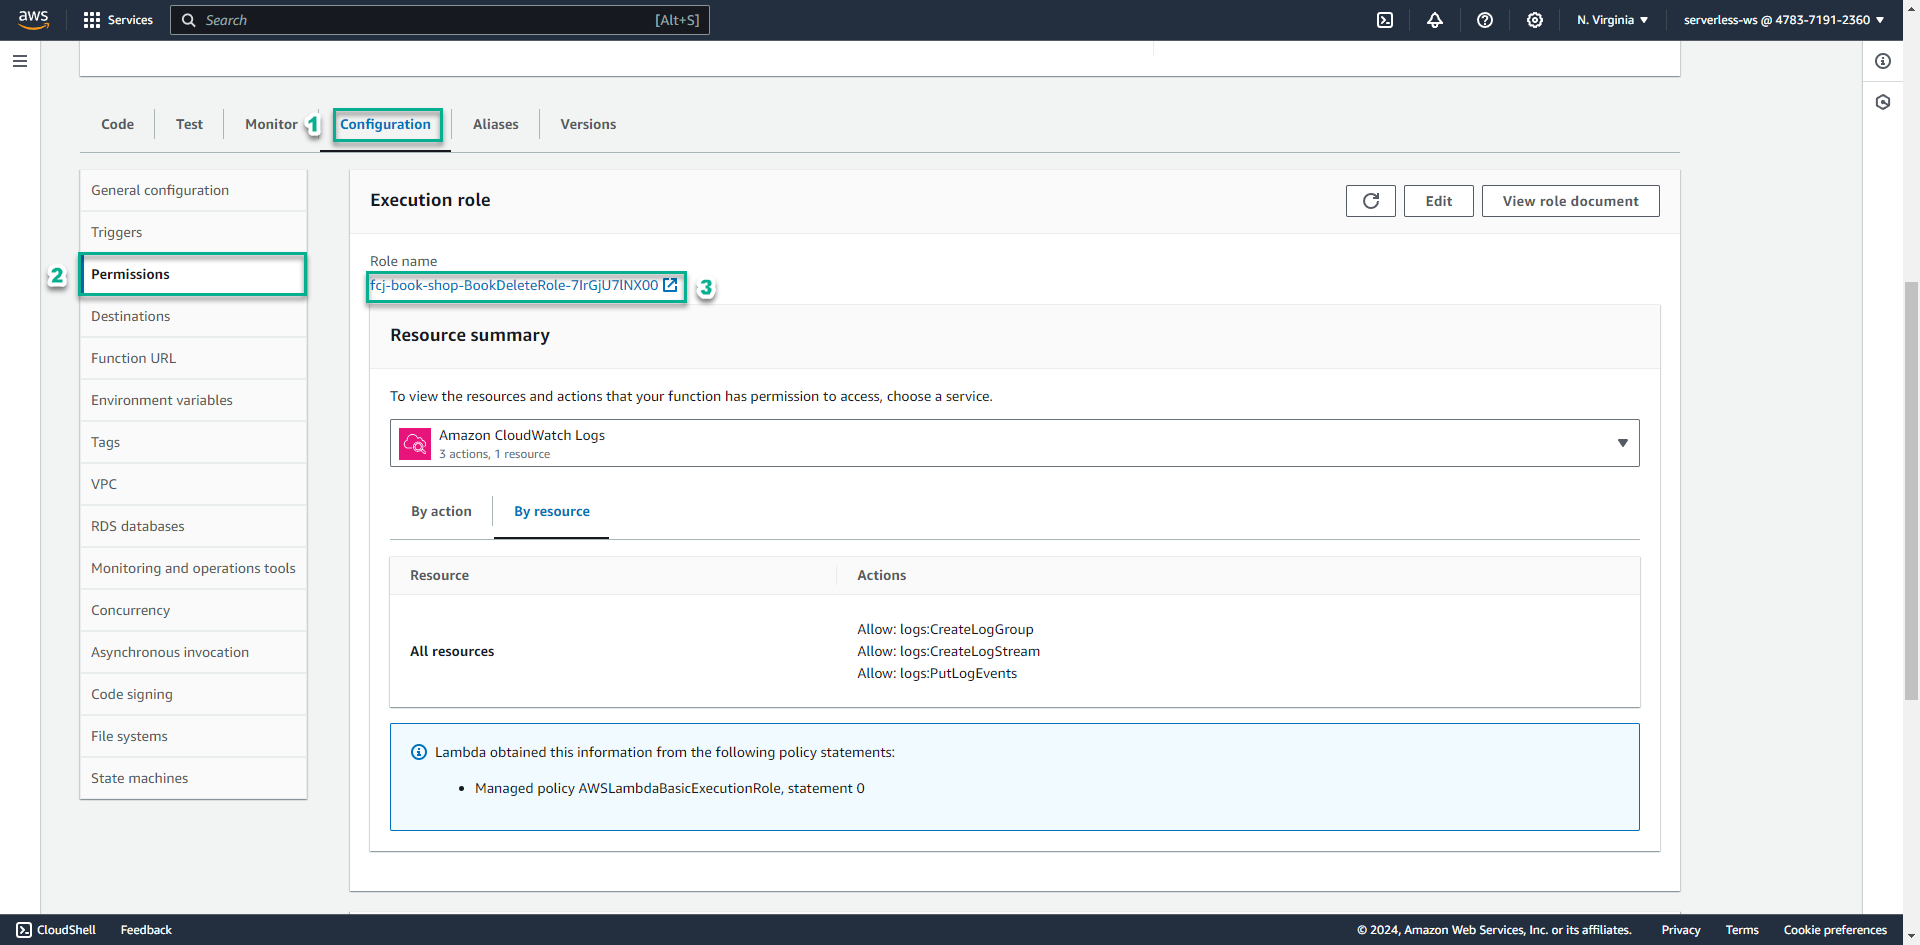 aws
Services
Search
[Alt+S]
N. Virginia
serverless-ws @ 4783-7191-2360
Code
Test
Monitor
1
Configuration
Aliases
Versions
General configuration
Triggers
2
Permissions
Destinations
Function URL
Environment variables
Tags
VPC
RDS databases
Monitoring and operations tools
Concurrency
Asynchronous invocation
Code signing
File systems
State machines
Execution role
Edit
View role document
Role name
fcj-book-shop-BookDeleteRole-7IrGjU7lNX00
3
Resource summary
To view the resources and actions that your function has permission to access, choose a service.
Amazon CloudWatch Logs
3 actions, 1 resource
By action
By resource
Resource
Actions
All resources
Allow: logs:CreateLogGroup
Allow: logs:CreateLogStream
Allow: logs:PutLogEvents
Lambda obtained this information from the following policy statements:
• Managed policy AWSLambdaBasicExecutionRole, statement 0
CloudShell
Feedback
© 2024, Amazon Web Services, Inc. or its affiliates.
Privacy
Terms
Cookie preferences